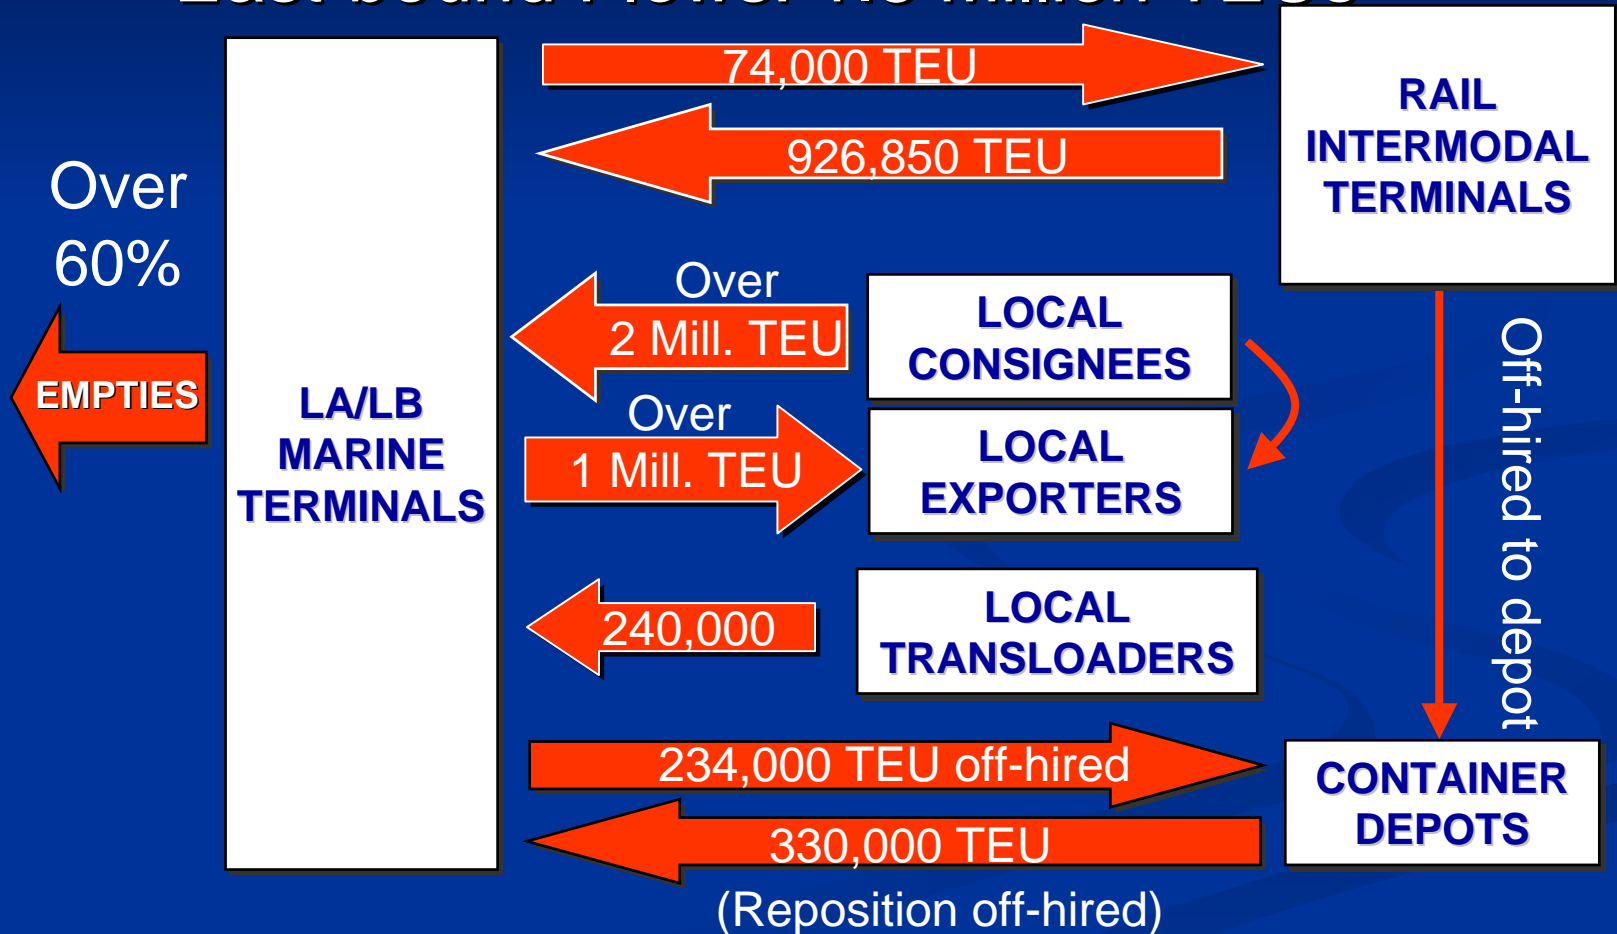 74,000 TEU
926,850 TEU
RAIL
INTERMODAL
TERMINALS
Over
60%
EMPTIES
LA/LB
MARINE
TERMINALS
Over
2 Mill. TEU
LOCAL
CONSIGNEES
Over
1 Mill. TEU
LOCAL
EXPORTERS
Off-hired to depot
240,000
LOCAL
TRANSLOADERS
234,000 TEU off-hired
330,000 TEU
(Reposition off-hired)
CONTAINER
DEPOTS